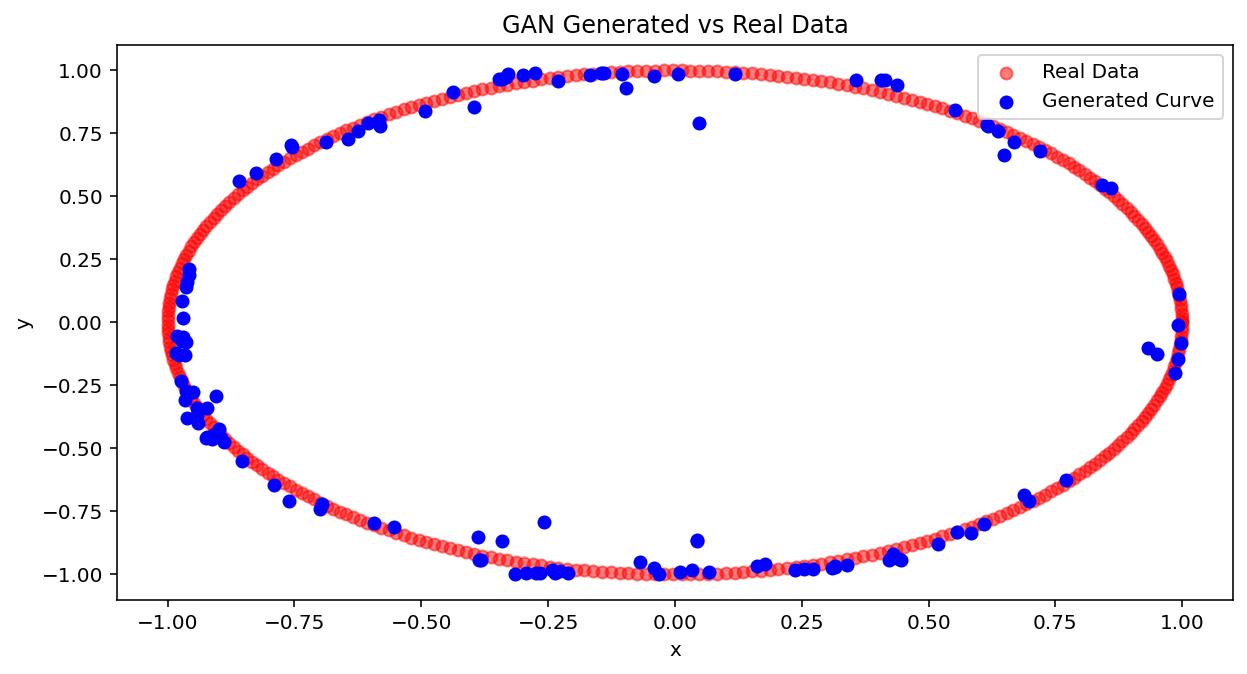 GAN Generated vs Real Data
Real Data
Generated Curve
1.00
0.75
0.50
0.25
0.00
−0.25
−0.50
−0.75
−1.00
y
−1.00 −0.75 −0.50 −0.25 0.00 0.25 0.50 0.75 1.00
x